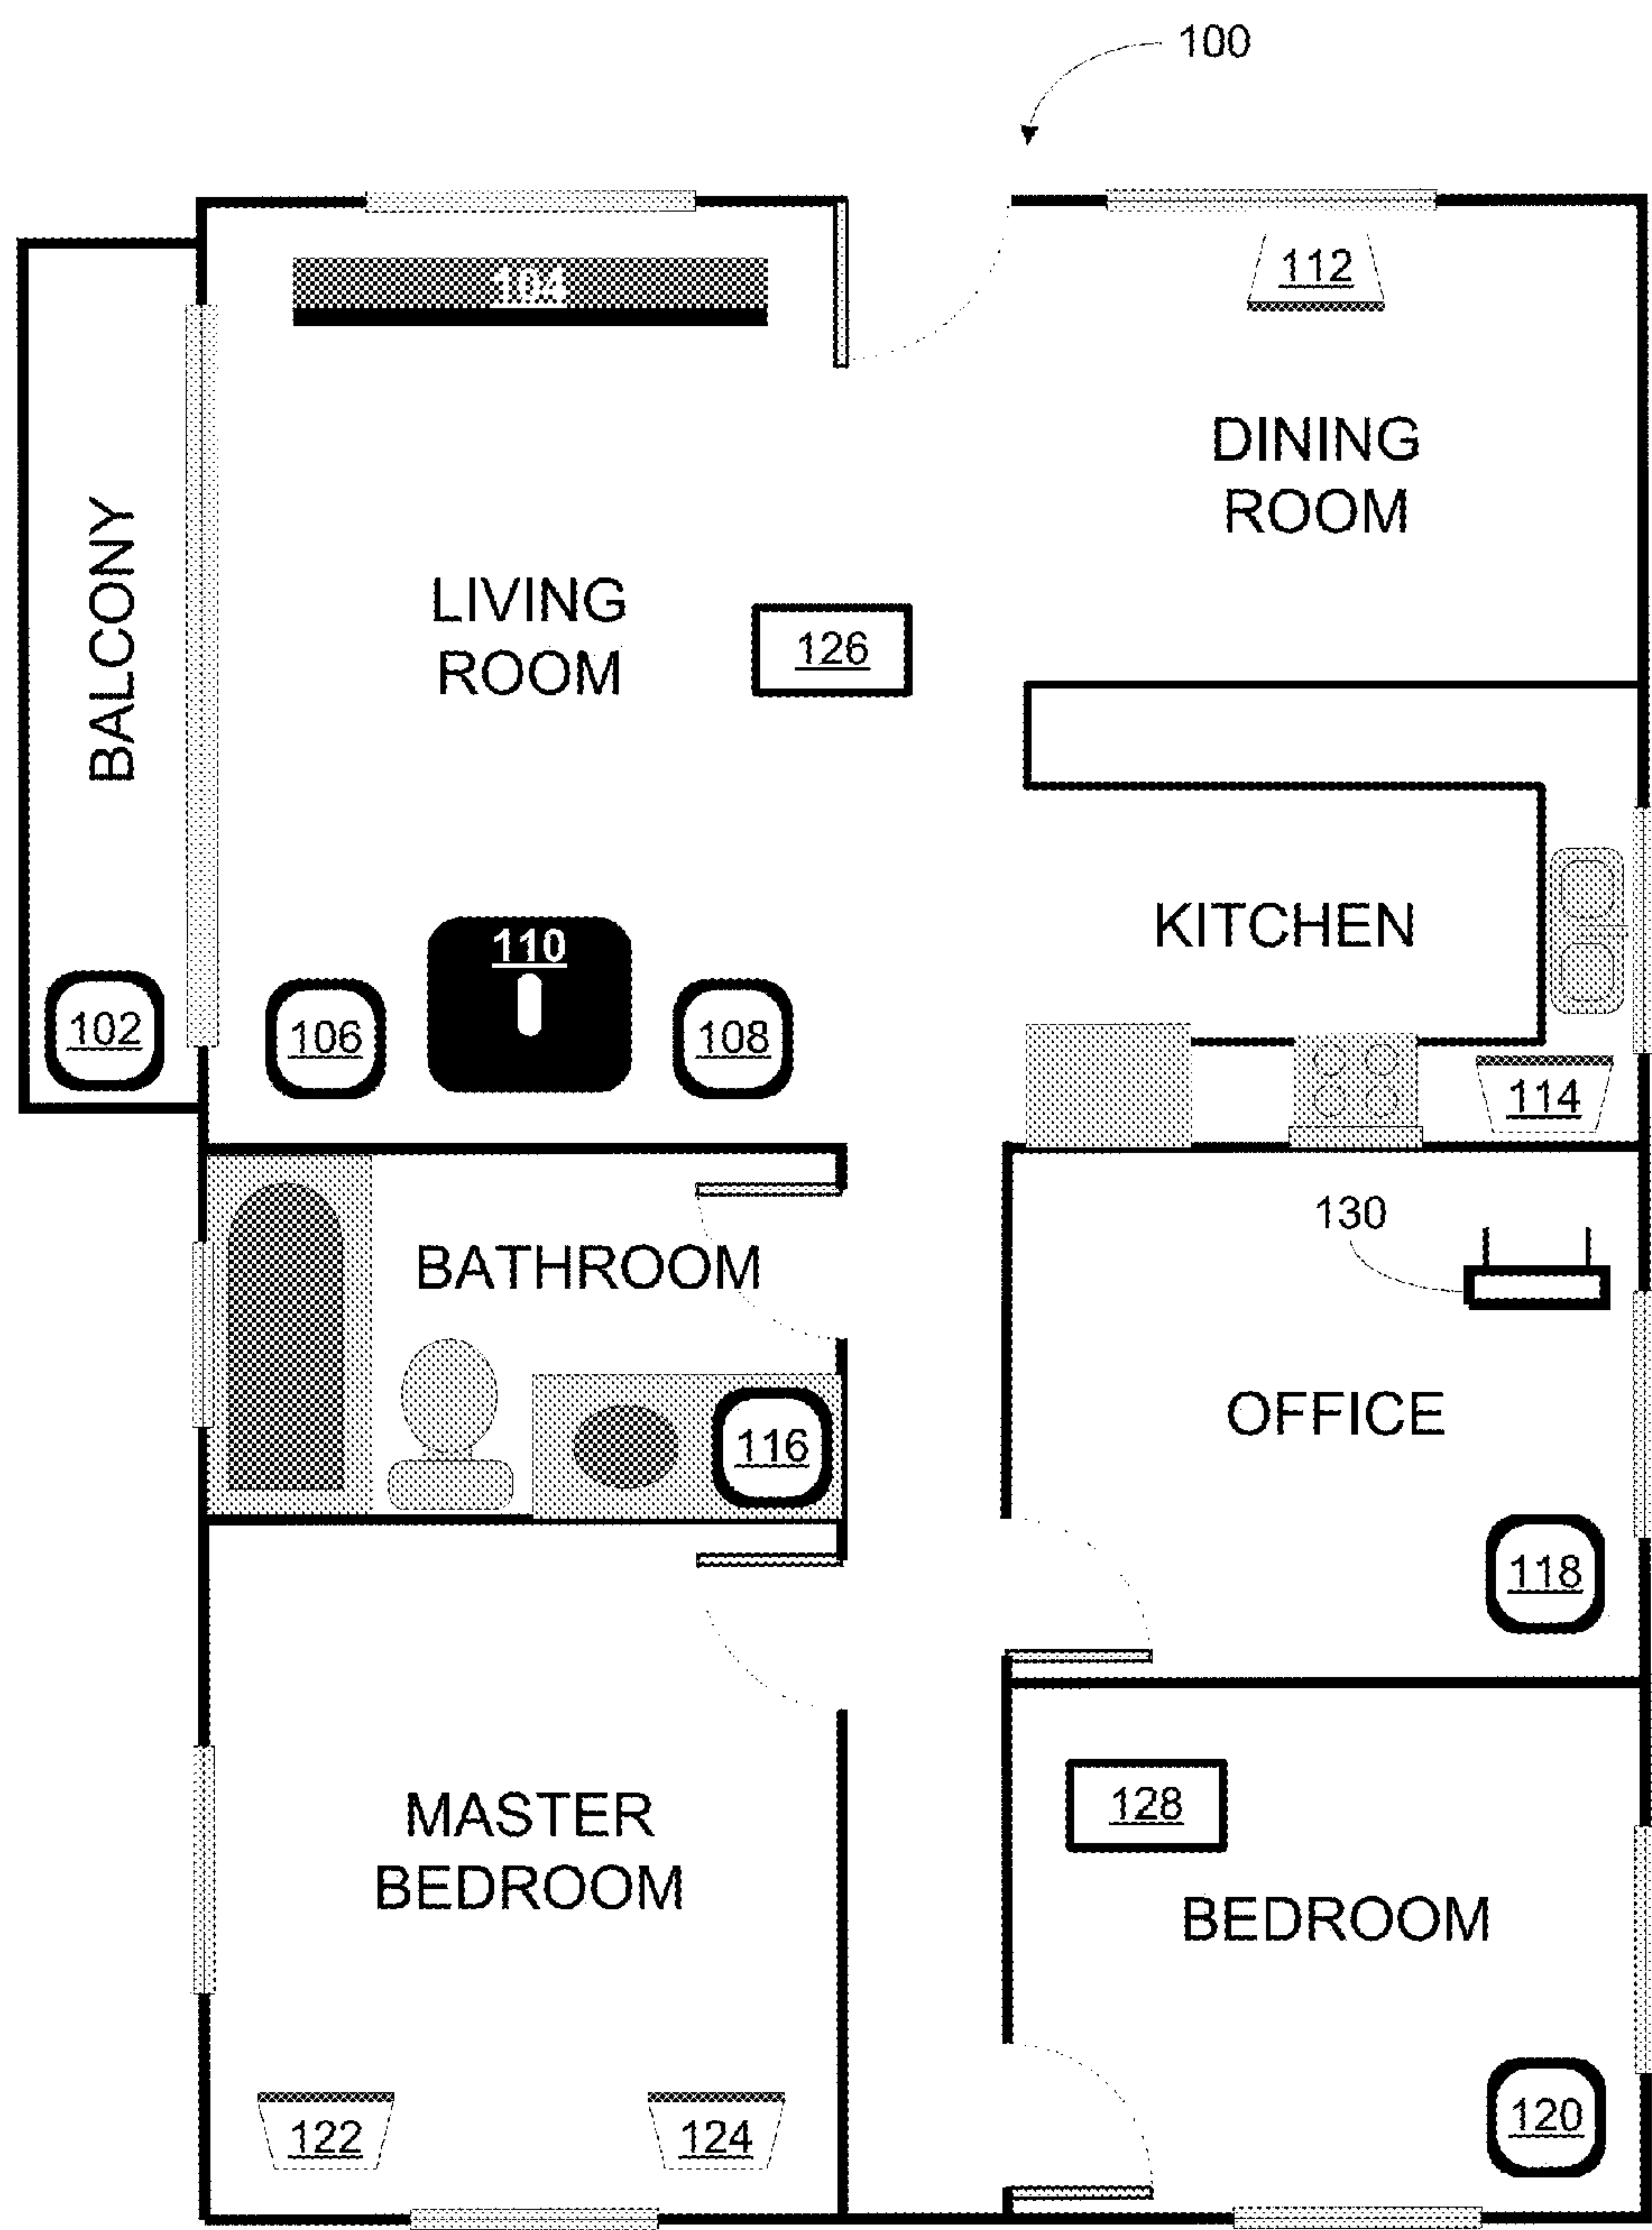 100
104
112
DINING
ROOM
BALCONY
LIVING
ROOM
126
KITCHEN
110
102
106
108
114
130
BATHROOM
OFFICE
116
118
128
MASTER
BEDROOM
BEDROOM
120
122
124